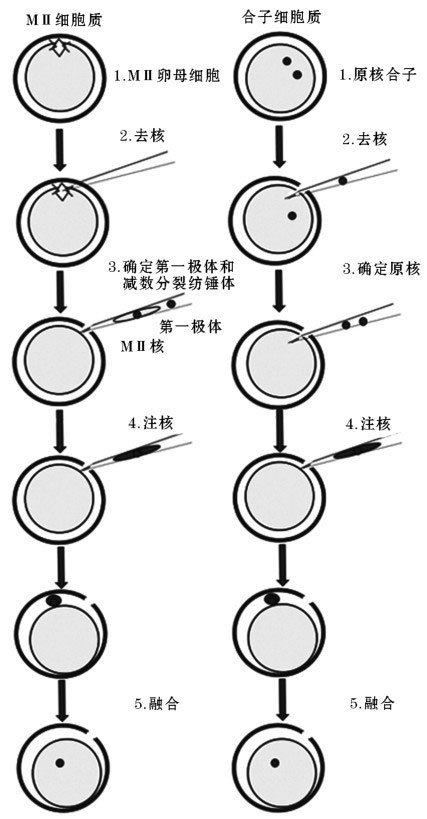 MⅡ细胞质
1.MⅡ卵母细胞
2.去核
3.确定第一极体和
减数分裂纺锤体
第一极体
MⅡ核
4.注核
5.融合
合子细胞质
1.原核合子
2.去核
3.确定原核
4.注核
5.融合